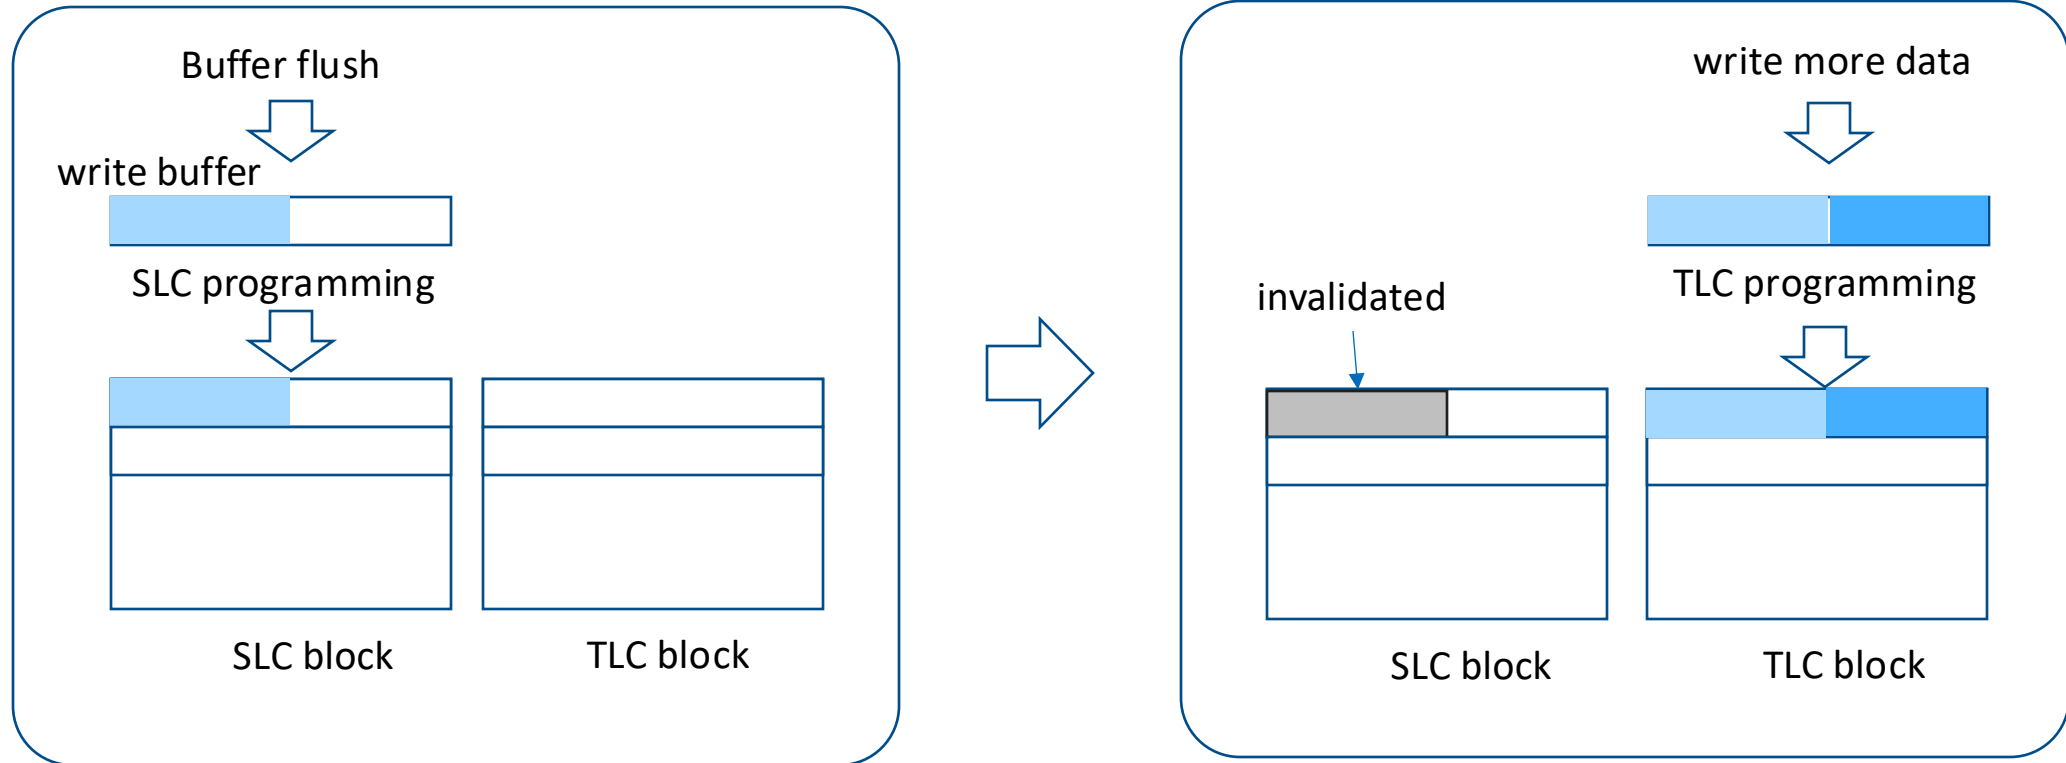 Buffer flush
write buffer
SLC programming
SLC block
TLC block
write more data
TLC programming
invalidated
SLC block
TLC block